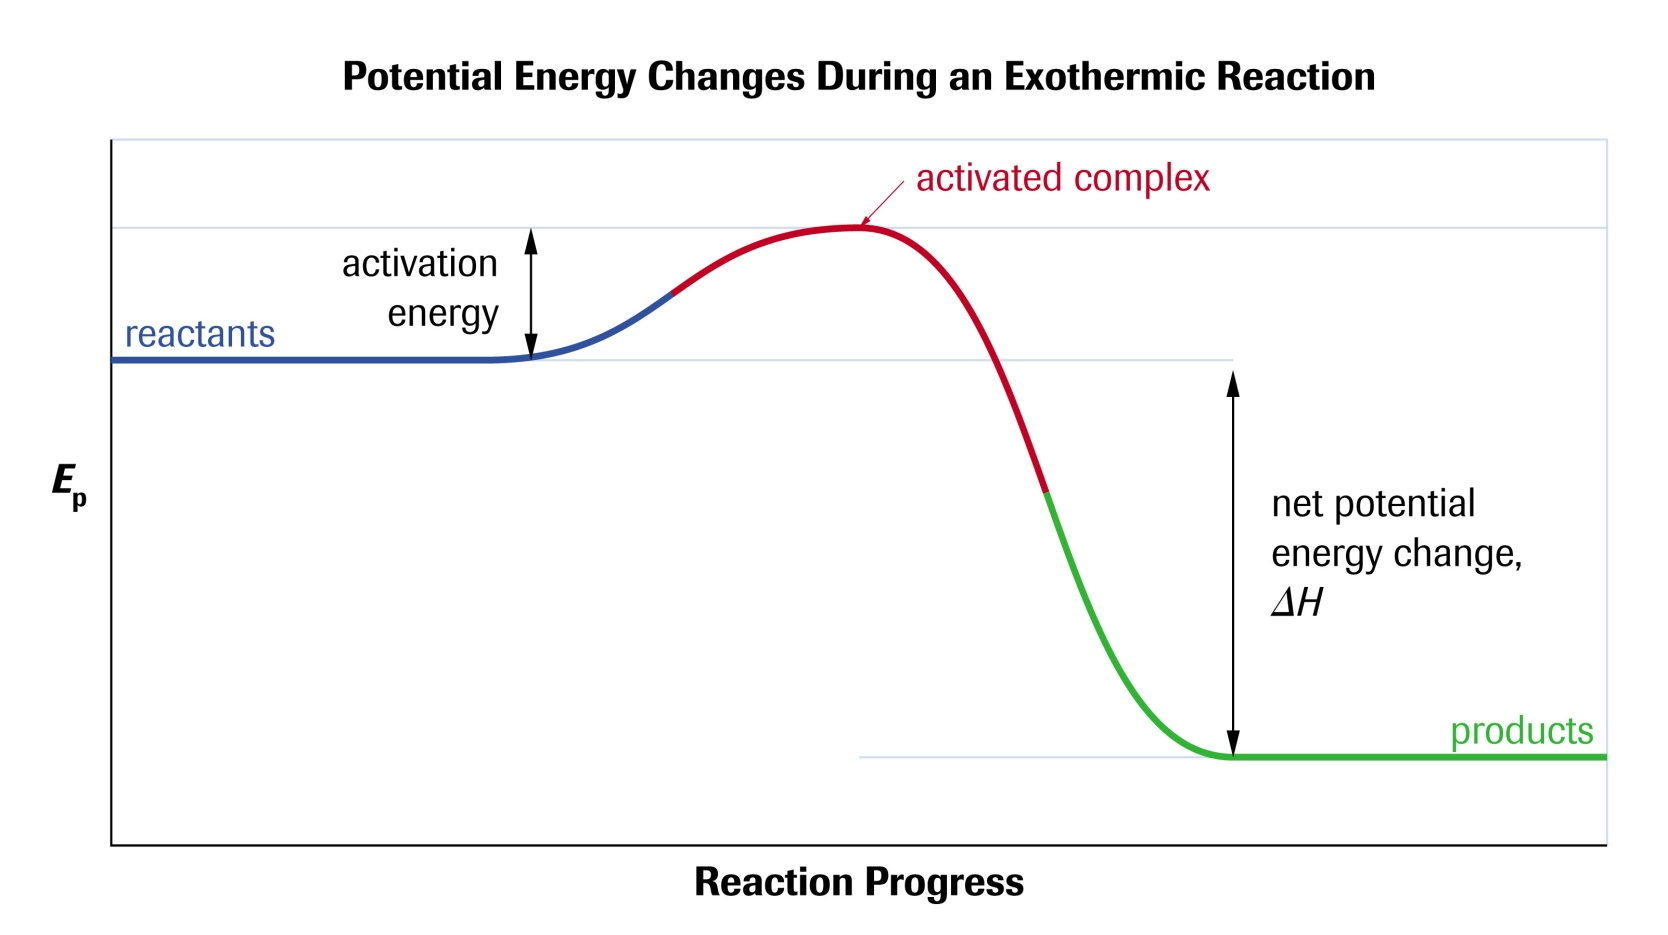 Potential Energy Changes During an Exothermic Reaction
activated complex
activation
energy
reactants
E_p
net potential
energy change,
ΔH
products
Reaction Progress